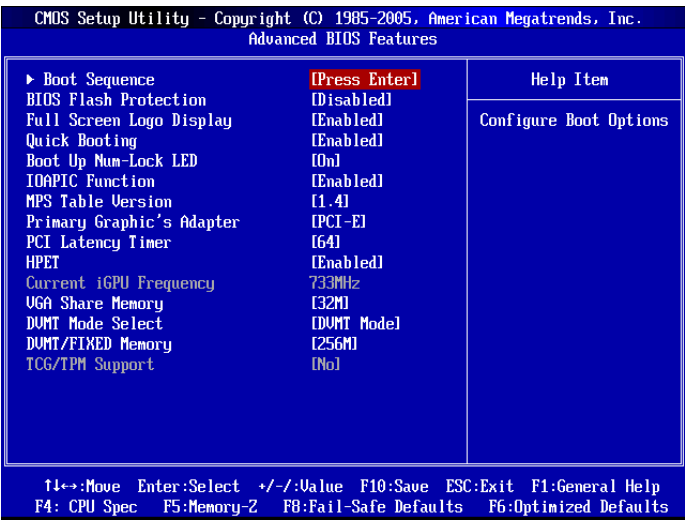 CMOS Setup Utility - Copyright (C) 1985-2005, American Megatrends, Inc.
Advanced BIOS Features
▶ Boot Sequence [Press Enter] Help Item
BIOS Flash Protection [Disabled]
Full Screen Logo Display [Enabled] Configure Boot Options
Quick Booting [Enabled]
Boot Up Num-Lock LED [On]
IOAPIC Function [Enabled]
MPS Table Version [1.4]
Primary Graphic's Adapter [PCI-E]
PCI Latency Timer [64]
HPET [Enabled]
Current iGPU Frequency 733MHz
VGA Share Memory [32M]
DVMT Mode Select [DVMT Mode]
DVMT/FIXED Memory [256M]
TCG/TPM Support [No]
↑↓↔:Move Enter:Select +/-/:Value F10:Save ESC:Exit F1:General Help
F4: CPU Spec F5:Memory-Z F8:Fail-Safe Defaults F6:Optimized Defaults